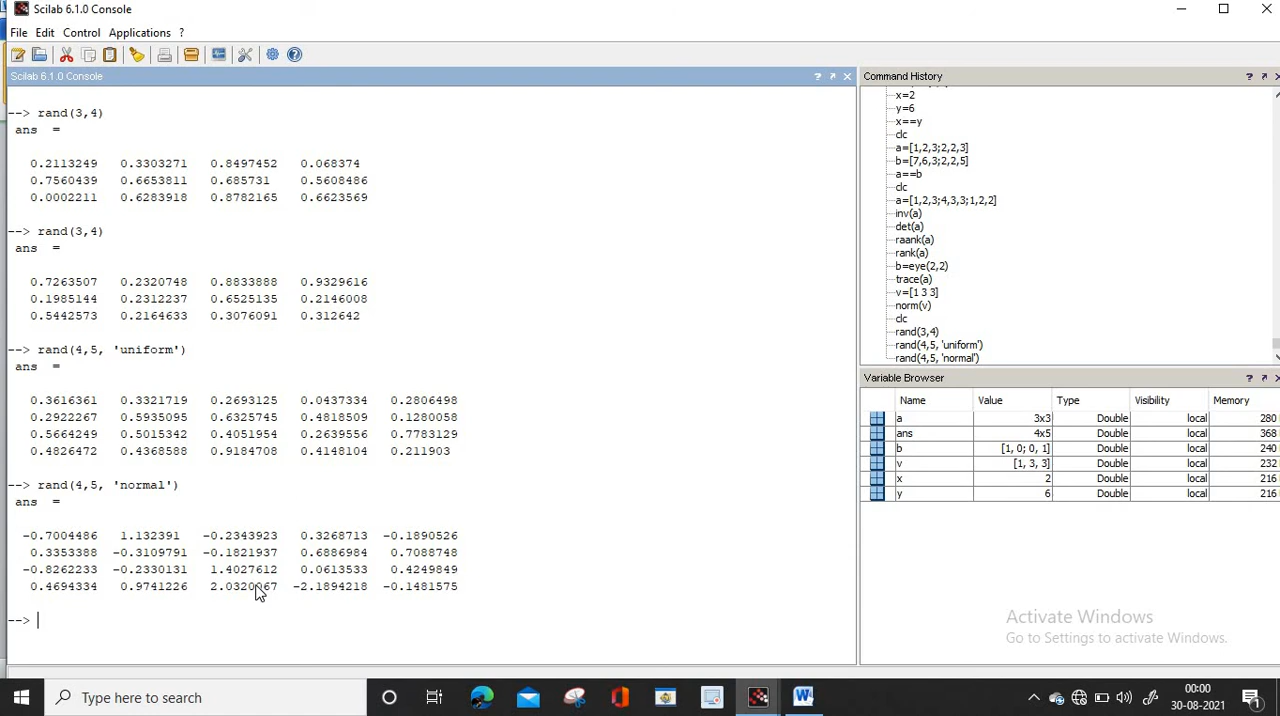 Scilab 6.1.0 Console
File Edit Control Applications ?
Scilab 6.1.0 Console
--> rand(3,4)
ans =
0.2113249 0.3303271 0.8497452 0.068374
0.7560439 0.6653811 0.685731 0.5608486
0.0002211 0.6283918 0.8782165 0.6623569
--> rand(3,4)
ans =
0.7263507 0.2320748 0.8833888 0.9329616
0.1985144 0.2312237 0.6525135 0.2146008
0.5442573 0.2164633 0.3076091 0.312642
--> rand(4,5, 'uniform')
ans =
0.3616361 0.3321719 0.2693125 0.0437334 0.2806498
0.2922267 0.5935095 0.6325745 0.4818509 0.1280058
0.5664249 0.5015342 0.4051954 0.2639556 0.7783129
0.4826472 0.4368588 0.9184708 0.4148104 0.211903
--> rand(4,5, 'normal')
ans =
-0.7004486 1.132391 -0.2343923 0.3268713 -0.1890526
0.3353388 -0.3109791 -0.1821937 0.6886984 0.7088748
-0.8262233 -0.2330131 1.4027612 0.0613533 0.4249849
0.4694334 0.9741226 -2.1894218 -0.1481575
-->
Command History
x=2
y=6
x==y
clc
a=[1,2,3;2,2,3]
b=[7,6,3;2,2,5]
a==b
clc
a=[1,2,3;4,3,3;1,2,2]
inv(a)
det(a)
raank(a)
rank(a)
b=eye(2,2)
trace(a)
v=[1 3 3]
norm(v)
clc
rand(3,4)
rand(4,5, 'uniform')
rand(4,5, 'normal')
Variable Browser
Name Value Type Visibility Memory
a 3x3 Double local 280
ans 4x5 Double local 368
b [1, 0; 0, 1] Double local 240
v [1, 3, 3] Double local 232
x 2 Double local 216
y 6 Double local 216
Activate Windows
Go to Settings to activate Windows.
Type here to search
00:00
30-08-2021